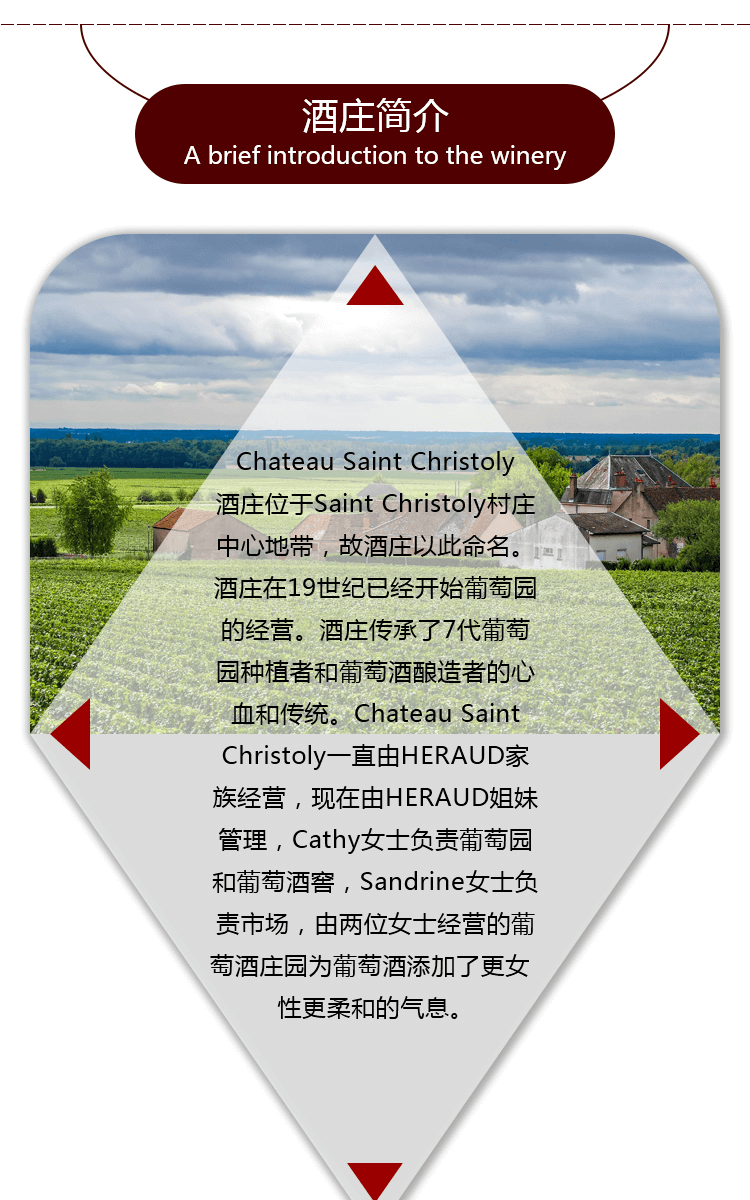 酒庄简介
A brief introduction to the winery
Chateau Saint Christoly
酒庄位于Saint Christoly村庄
中心地带，故酒庄以此命名。
酒庄在19世纪已经开始葡萄园
的经营。酒庄传承了7代葡萄
园种植者和葡萄酒酿造者的心
血和传统。Chateau Saint
Christoly一直由HERAUD家
族经营，现在由HERAUD姐妹
管理，Cathy女士负责葡萄园
和葡萄酒窖，Sandrine女士负
责市场，由两位女士经营的葡
萄酒庄园为葡萄酒添加了更女
性更柔和的气息。